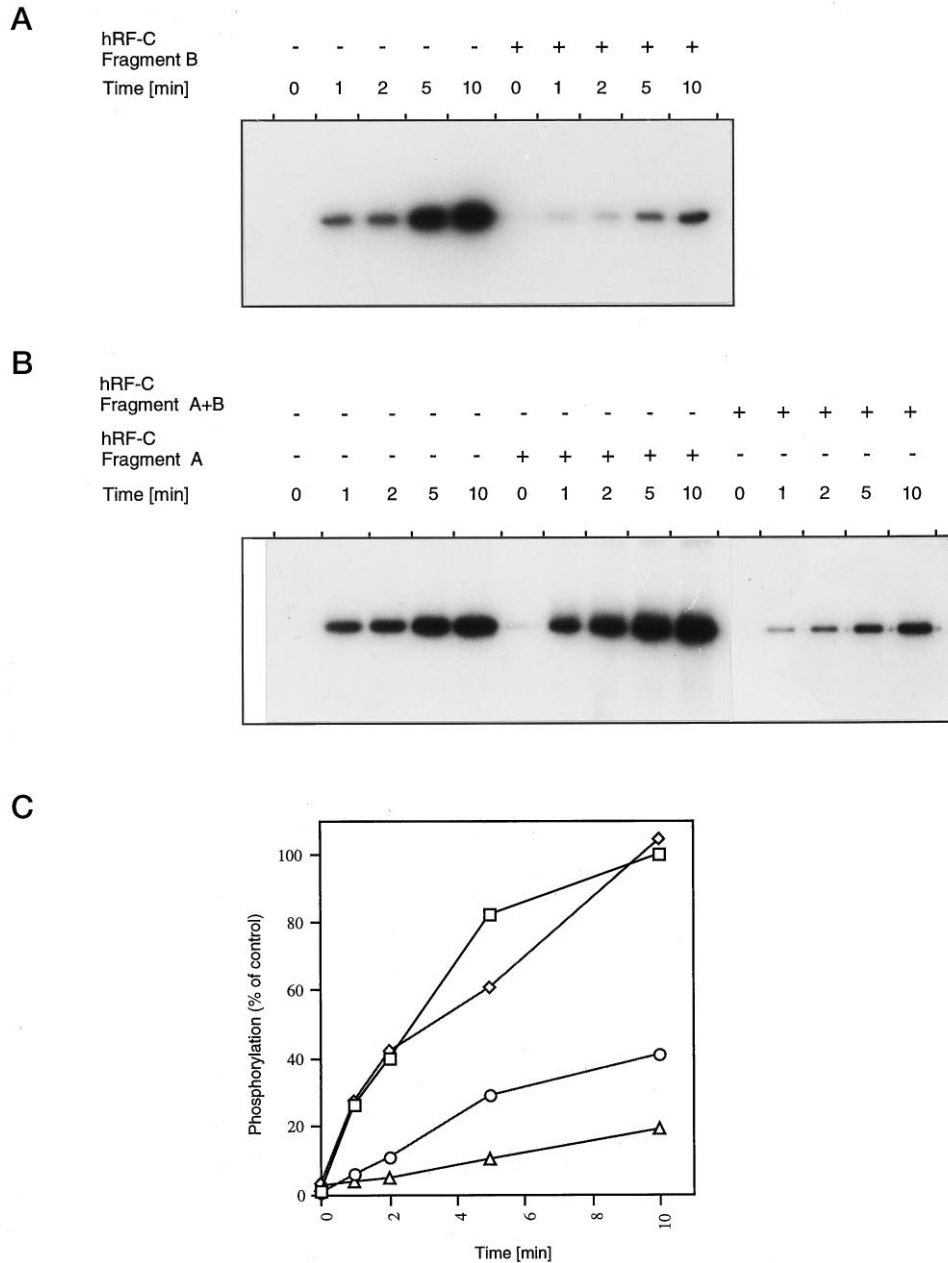 A
hRF-C
Fragment B - - - - - + + + + +
Time [min] 0 1 2 5 10 0 1 2 5 10
B
hRF-C
Fragment A+B - - - - - - - - - - + + + + +
hRF-C
Fragment A - - - - - + + + + + - - - - -
Time [min] 0 1 2 5 10 0 1 2 5 10 0 1 2 5 10
C
Phosphorylation (% of control)
100
80
60
40
20
0
0 2 4 6 8 10
Time [min]